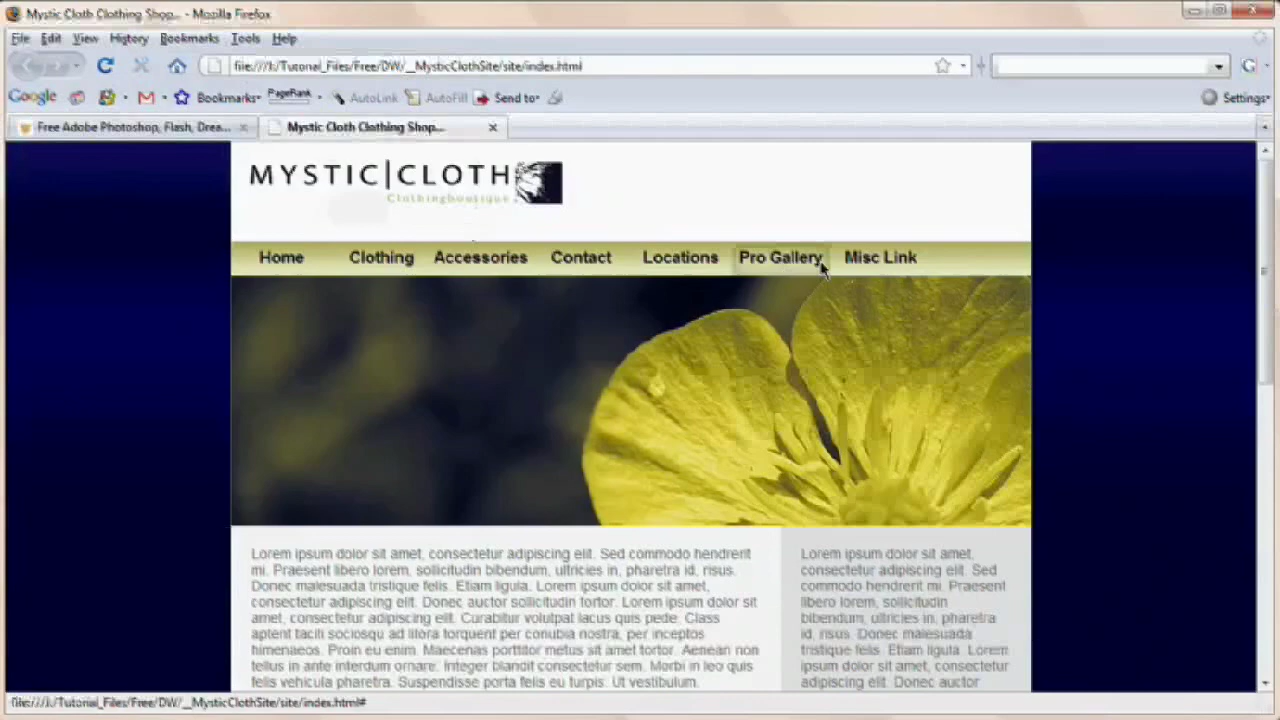 Mystic Cloth Clothing Shop... - Mozilla Firefox
File Edit View History Bookmarks Tools Help
file:///I:/Tutorial_Files/Free/DW/__MysticClothSite/site/index.html
G
Google Bookmarks PageRank AutoLink AutoFill Send to Settings
Free Adobe Photoshop, Flash, Drea... Mystic Cloth Clothing Shop...
MYSTIC|CLOTH
Clothingboutique
Home Clothing Accessories Contact Locations Pro Gallery Misc Link
Lorem ipsum dolor sit amet, consectetur adipiscing elit. Sed commodo hendrerit
mi. Praesent libero lorem, sollicitudin bibendum, ultricies in, pharetra id, risus.
Donec malesuada tristique felis. Etiam ligula. Lorem ipsum dolor sit amet,
consectetur adipiscing elit. Donec auctor sollicitudin tortor. Lorem ipsum dolor sit
amet, consectetur adipiscing elit. Curabitur volutpat lacus quis pede. Class
aptent taciti sociosqu ad litora torquent per conubia nostra, per inceptos
himenaeos. Proin eu enim. Maecenas porttitor metus sit amet tortor. Aenean non
tellus in ante interdum ornare. Integer blandit consectetur sem. Morbi in leo quis
felis vehicula pharetra. Suspendisse porta felis eu turpis. Ut vestibulum.
Lorem ipsum dolor sit amet,
consectetur adipiscing elit. Sed
commodo hendrerit mi. Praesent
libero lorem, sollicitudin
bibendum, ultricies in, pharetra
id, risus. Donec malesuada
tristique felis. Etiam ligula. Lorem
ipsum dolor sit amet, consectetur
adipiscing elit. Donec auctor
file:///I:/Tutorial_Files/Free/DW/__MysticClothSite/site/index.html#